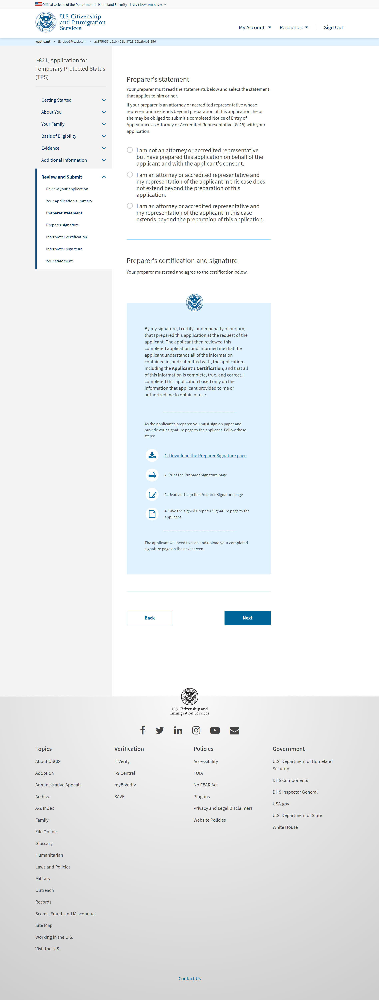 Official website of the Department of Homeland Security Here's how you know
U.S. Citizenship
and Immigration
Services
My Account Resources Sign Out
applicant > tb_app1@test.com > ac375b57-e510-421b-9723-65b2b4e1f356
I-821, Application for
Temporary Protected Status
(TPS)
Getting Started
About You
Your Family
Basis of Eligibility
Evidence
Additional Information
Review and Submit
Review your application
Your application summary
Preparer statement
Preparer signature
Interpreter certification
Interpreter signature
Your statement
Preparer's statement
Your preparer must read the statements below and select the statement
that applies to him or her.
If your preparer is an attorney or accredited representative whose
representation extends beyond preparation of this application, he or
she may be obliged to submit a completed Notice of Entry of
Appearance as Attorney or Accredited Representative (G-28) with your
application.
I am not an attorney or accredited representative
but have prepared this application on behalf of the
applicant and with the applicant's consent.
I am an attorney or accredited representative and
my representation of the applicant in this case does
not extend beyond the preparation of this
application.
I am an attorney or accredited representative and
my representation of the applicant in this case
extends beyond the preparation of this application.
Preparer's certification and signature
Your preparer must read and agree to the certification below.
By my signature, I certify, under penalty of perjury,
that I prepared this application at the request of the
applicant. The applicant then reviewed this
completed application and informed me that the
applicant understands all of the information
contained in, and submitted with, the application,
including the Applicant's Certification, and that all
of this information is complete, true, and correct. I
completed this application based only on the
information that applicant provided to me or
authorized me to obtain or use.
As the applicant's preparer, you must sign on paper and
provide your signature page to the applicant. Follow these
steps:
1. Download the Preparer Signature page
2. Print the Preparer Signature page
3. Read and sign the Preparer Signature page
4. Give the signed Preparer Signature page to the
applicant
The applicant will need to scan and upload your completed
signature page on the next screen.
Back Next
U.S. Citizenship and
Immigration Services
Topics
About USCIS
Adoption
Administrative Appeals
Archive
A-Z Index
Family
File Online
Glossary
Humanitarian
Laws and Policies
Military
Outreach
Records
Scams, Fraud, and Misconduct
Site Map
Working in the U.S.
Visit the U.S.
Verification
E-Verify
I-9 Central
myE-Verify
SAVE
Policies
Accessibility
FOIA
No FEAR Act
Plug-ins
Privacy and Legal Disclaimers
Website Policies
Government
U.S. Department of Homeland
Security
DHS Components
DHS Inspector General
USA.gov
U.S. Department of State
White House
Contact Us